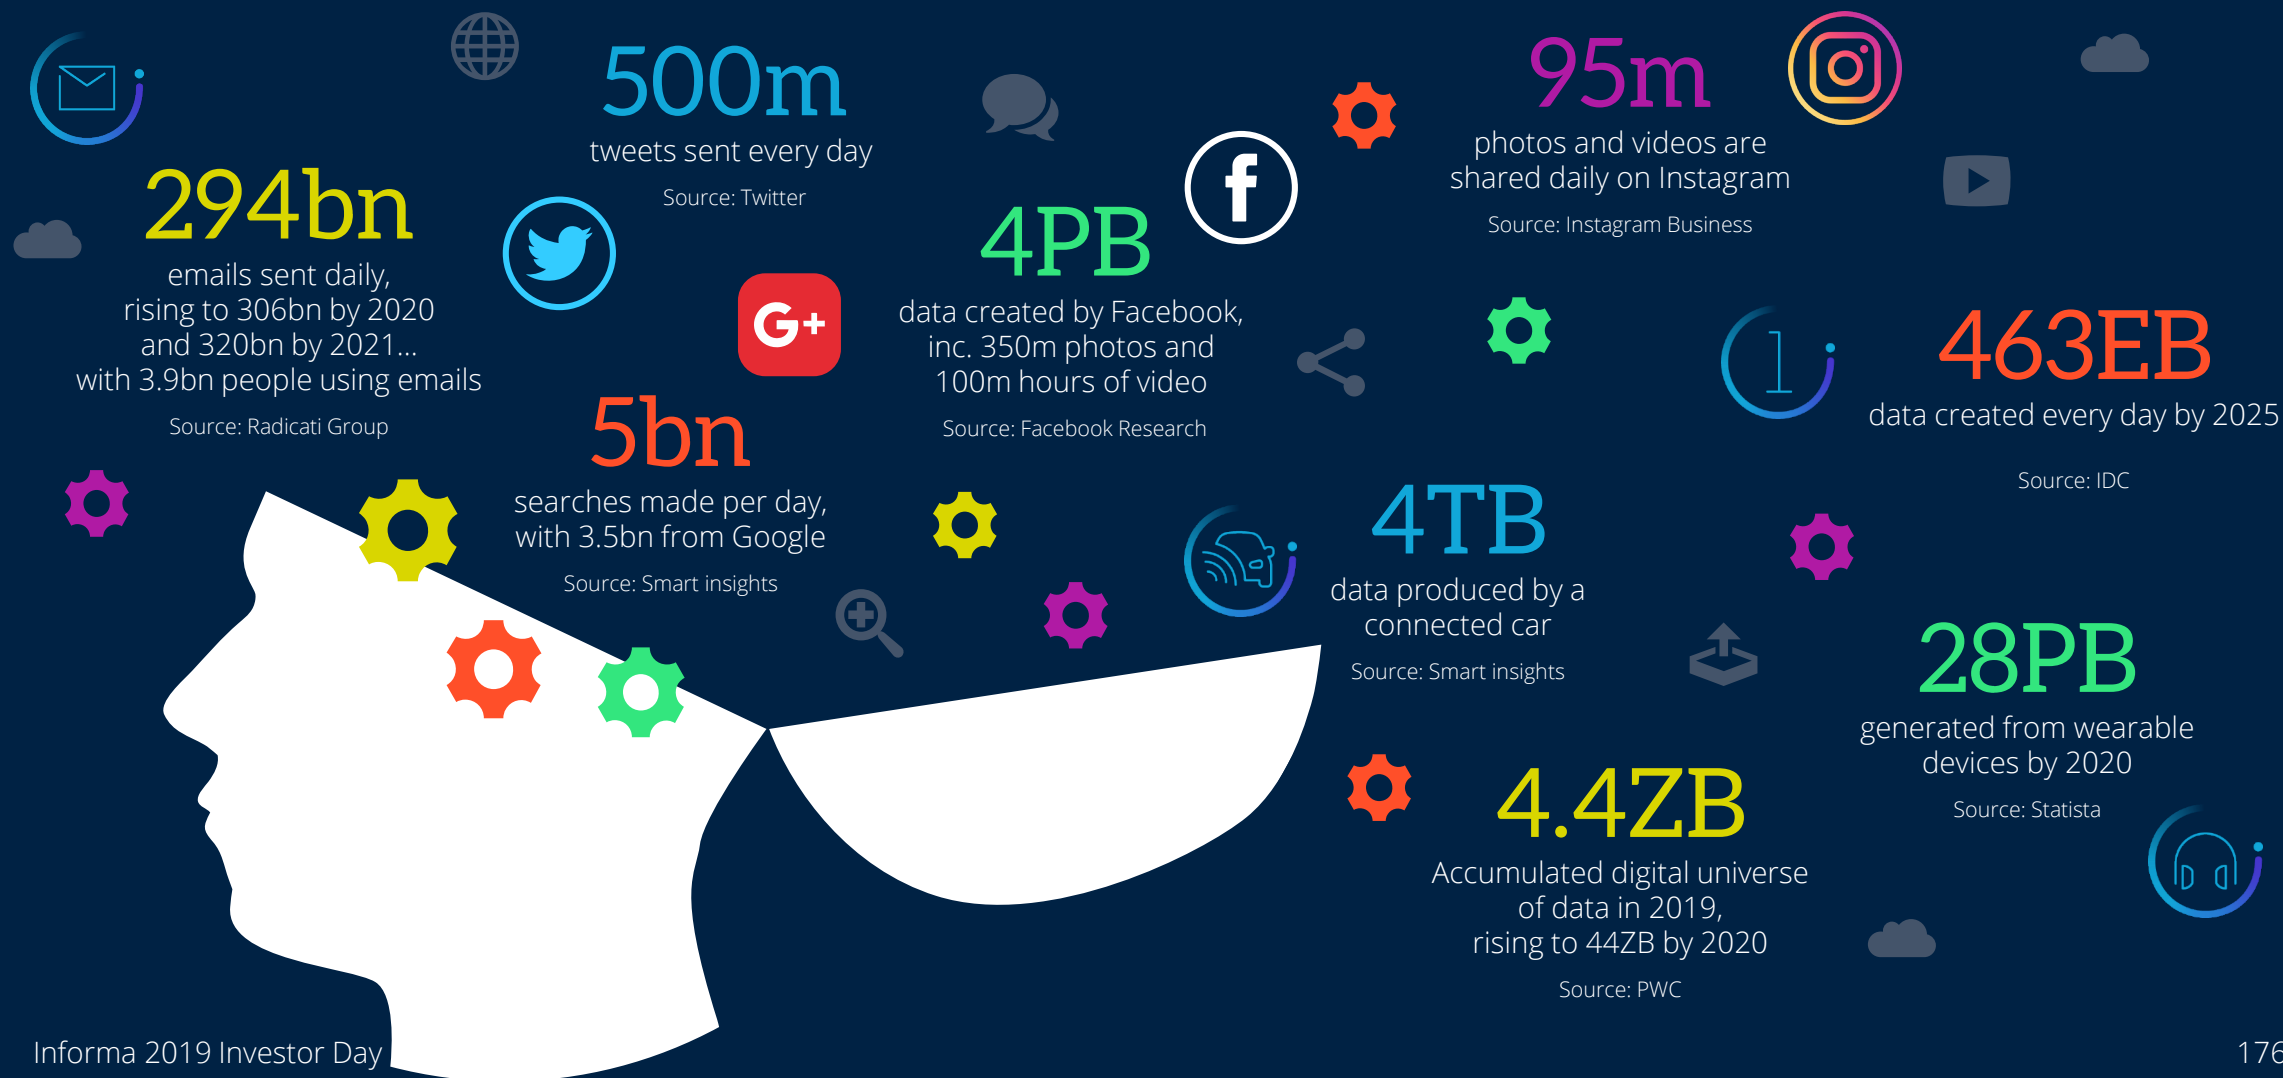 500m
tweets sent every day
Source: Twitter
95m
photos and videos are
shared daily on Instagram
Source: Instagram Business
294bn
emails sent daily,
rising to 306bn by 2020
and 320bn by 2021...
with 3.9bn people using emails
Source: Radicati Group
f
G+
4PB
data created by Facebook,
inc. 350m photos and
100m hours of video
Source: Facebook Research
1
463EB
data created every day by 2025
Source: IDC
5bn
searches made per day,
with 3.5bn from Google
Source: Smart insights
4TB
data produced by a
connected car
Source: Smart insights
28PB
generated from wearable
devices by 2020
Source: Statista
4.4ZB
Accumulated digital universe
of data in 2019,
rising to 44ZB by 2020
Source: PWC
Informa 2019 Investor Day
176